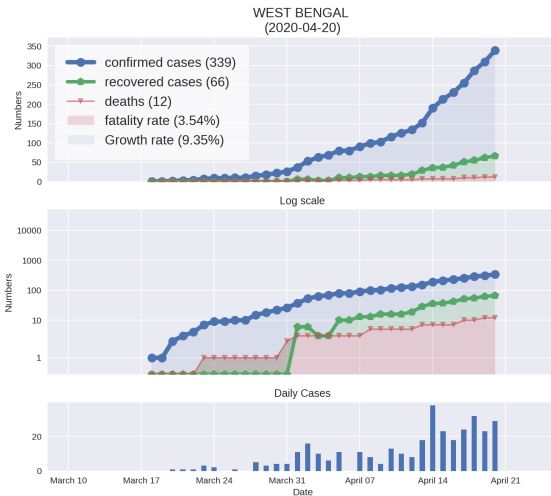 WEST BENGAL
(2020-04-20)
350
300
250
200
150
100
50
0
Numbers
confirmed cases (339)
recovered cases (66)
deaths (12)
fatality rate (3.54%)
Growth rate (9.35%)
Log scale
10000
1000
100
10
1
Numbers
Daily Cases
20
0
March 10 March 17 March 24 March 31 April 07 April 14 April 21
Date